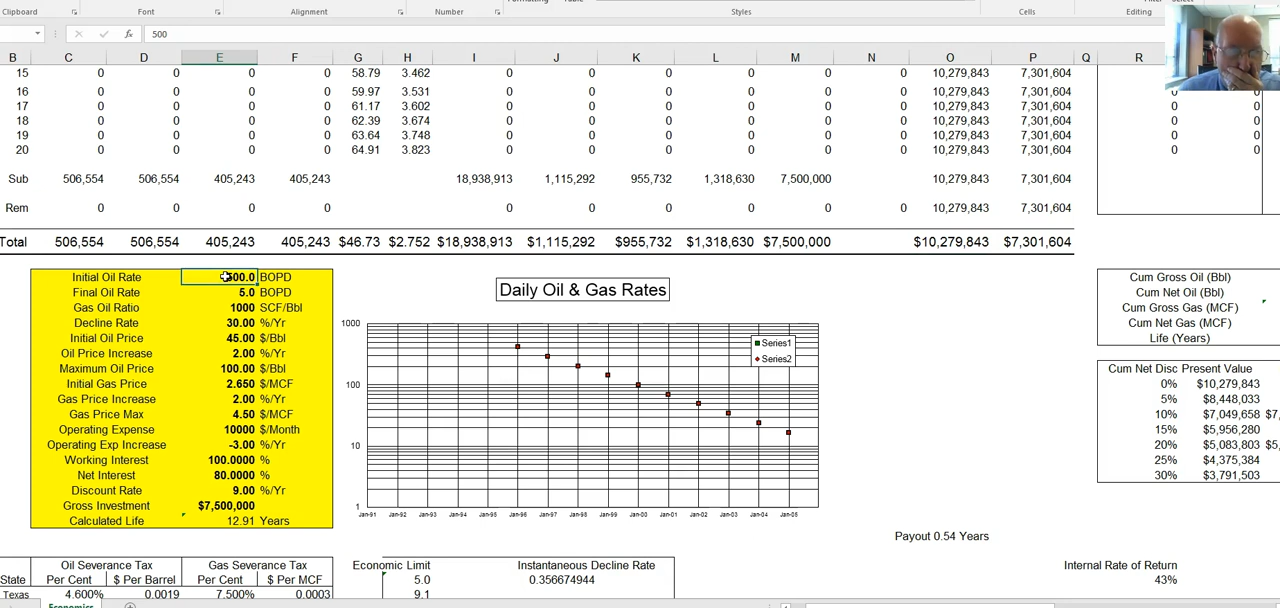 Clipboard Font Alignment Number Styles Cells Editing
fx 500
B C D E F G H I J K L M N O P Q R
15 0 0 0 0 58.79 3.462 0 0 0 0 0 0 10,279,843 7,301,604
16 0 0 0 0 59.97 3.531 0 0 0 0 0 0 10,279,843 7,301,604 0 0
17 0 0 0 0 61.17 3.602 0 0 0 0 0 0 10,279,843 7,301,604 0 0
18 0 0 0 0 62.39 3.674 0 0 0 0 0 0 10,279,843 7,301,604 0 0
19 0 0 0 0 63.64 3.748 0 0 0 0 0 0 10,279,843 7,301,604 0 0
20 0 0 0 0 64.91 3.823 0 0 0 0 0 0 10,279,843 7,301,604 0 0
Sub 506,554 506,554 405,243 405,243 18,938,913 1,115,292 955,732 1,318,630 7,500,000 10,279,843 7,301,604
Rem 0 0 0 0 0 0 0 0 0 10,279,843 7,301,604
Total 506,554 506,554 405,243 405,243 $46.73 $2.752 $18,938,913 $1,115,292 $955,732 $1,318,630 $7,500,000 $10,279,843 $7,301,604
Initial Oil Rate 500.0 BOPD
Final Oil Rate 5.0 BOPD
Gas Oil Ratio 1000 SCF/Bbl
Decline Rate 30.00 %/Yr
Initial Oil Price 45.00 $/Bbl
Oil Price Increase 2.00 %/Yr
Maximum Oil Price 100.00 $/Bbl
Initial Gas Price 2.650 $/MCF
Gas Price Increase 2.00 %/Yr
Gas Price Max 4.50 $/MCF
Operating Expense 10000 $/Month
Operating Exp Increase -3.00 %/Yr
Working Interest 100.0000 %
Net Interest 80.0000 %
Discount Rate 9.00 %/Yr
Gross Investment $7,500,000
Calculated Life 12.91 Years
Daily Oil & Gas Rates
1000
100
10
1
Series1
Series2
Jan-91 Jan-92 Jan-93 Jan-94 Jan-95 Jan-96 Jan-97 Jan-98 Jan-99 Jan-00 Jan-01 Jan-02 Jan-03 Jan-04 Jan-05
Cum Gross Oil (Bbl)
Cum Net Oil (Bbl)
Cum Gross Gas (MCF)
Cum Net Gas (MCF)
Life (Years)
Cum Net Disc Present Value
0% $10,279,843
5% $8,448,033
10% $7,049,658 $7,
15% $5,956,280
20% $5,083,803 $5,
25% $4,375,384
30% $3,791,503
Payout 0.54 Years
Oil Severance Tax Gas Severance Tax
State Per Cent $ Per Barrel Per Cent $ Per MCF
Texas 4.600% 0.0019 7.500% 0.0003
Economic Limit Instantaneous Decline Rate
5.0 0.356674944
9.1
Internal Rate of Return
43%
Economics